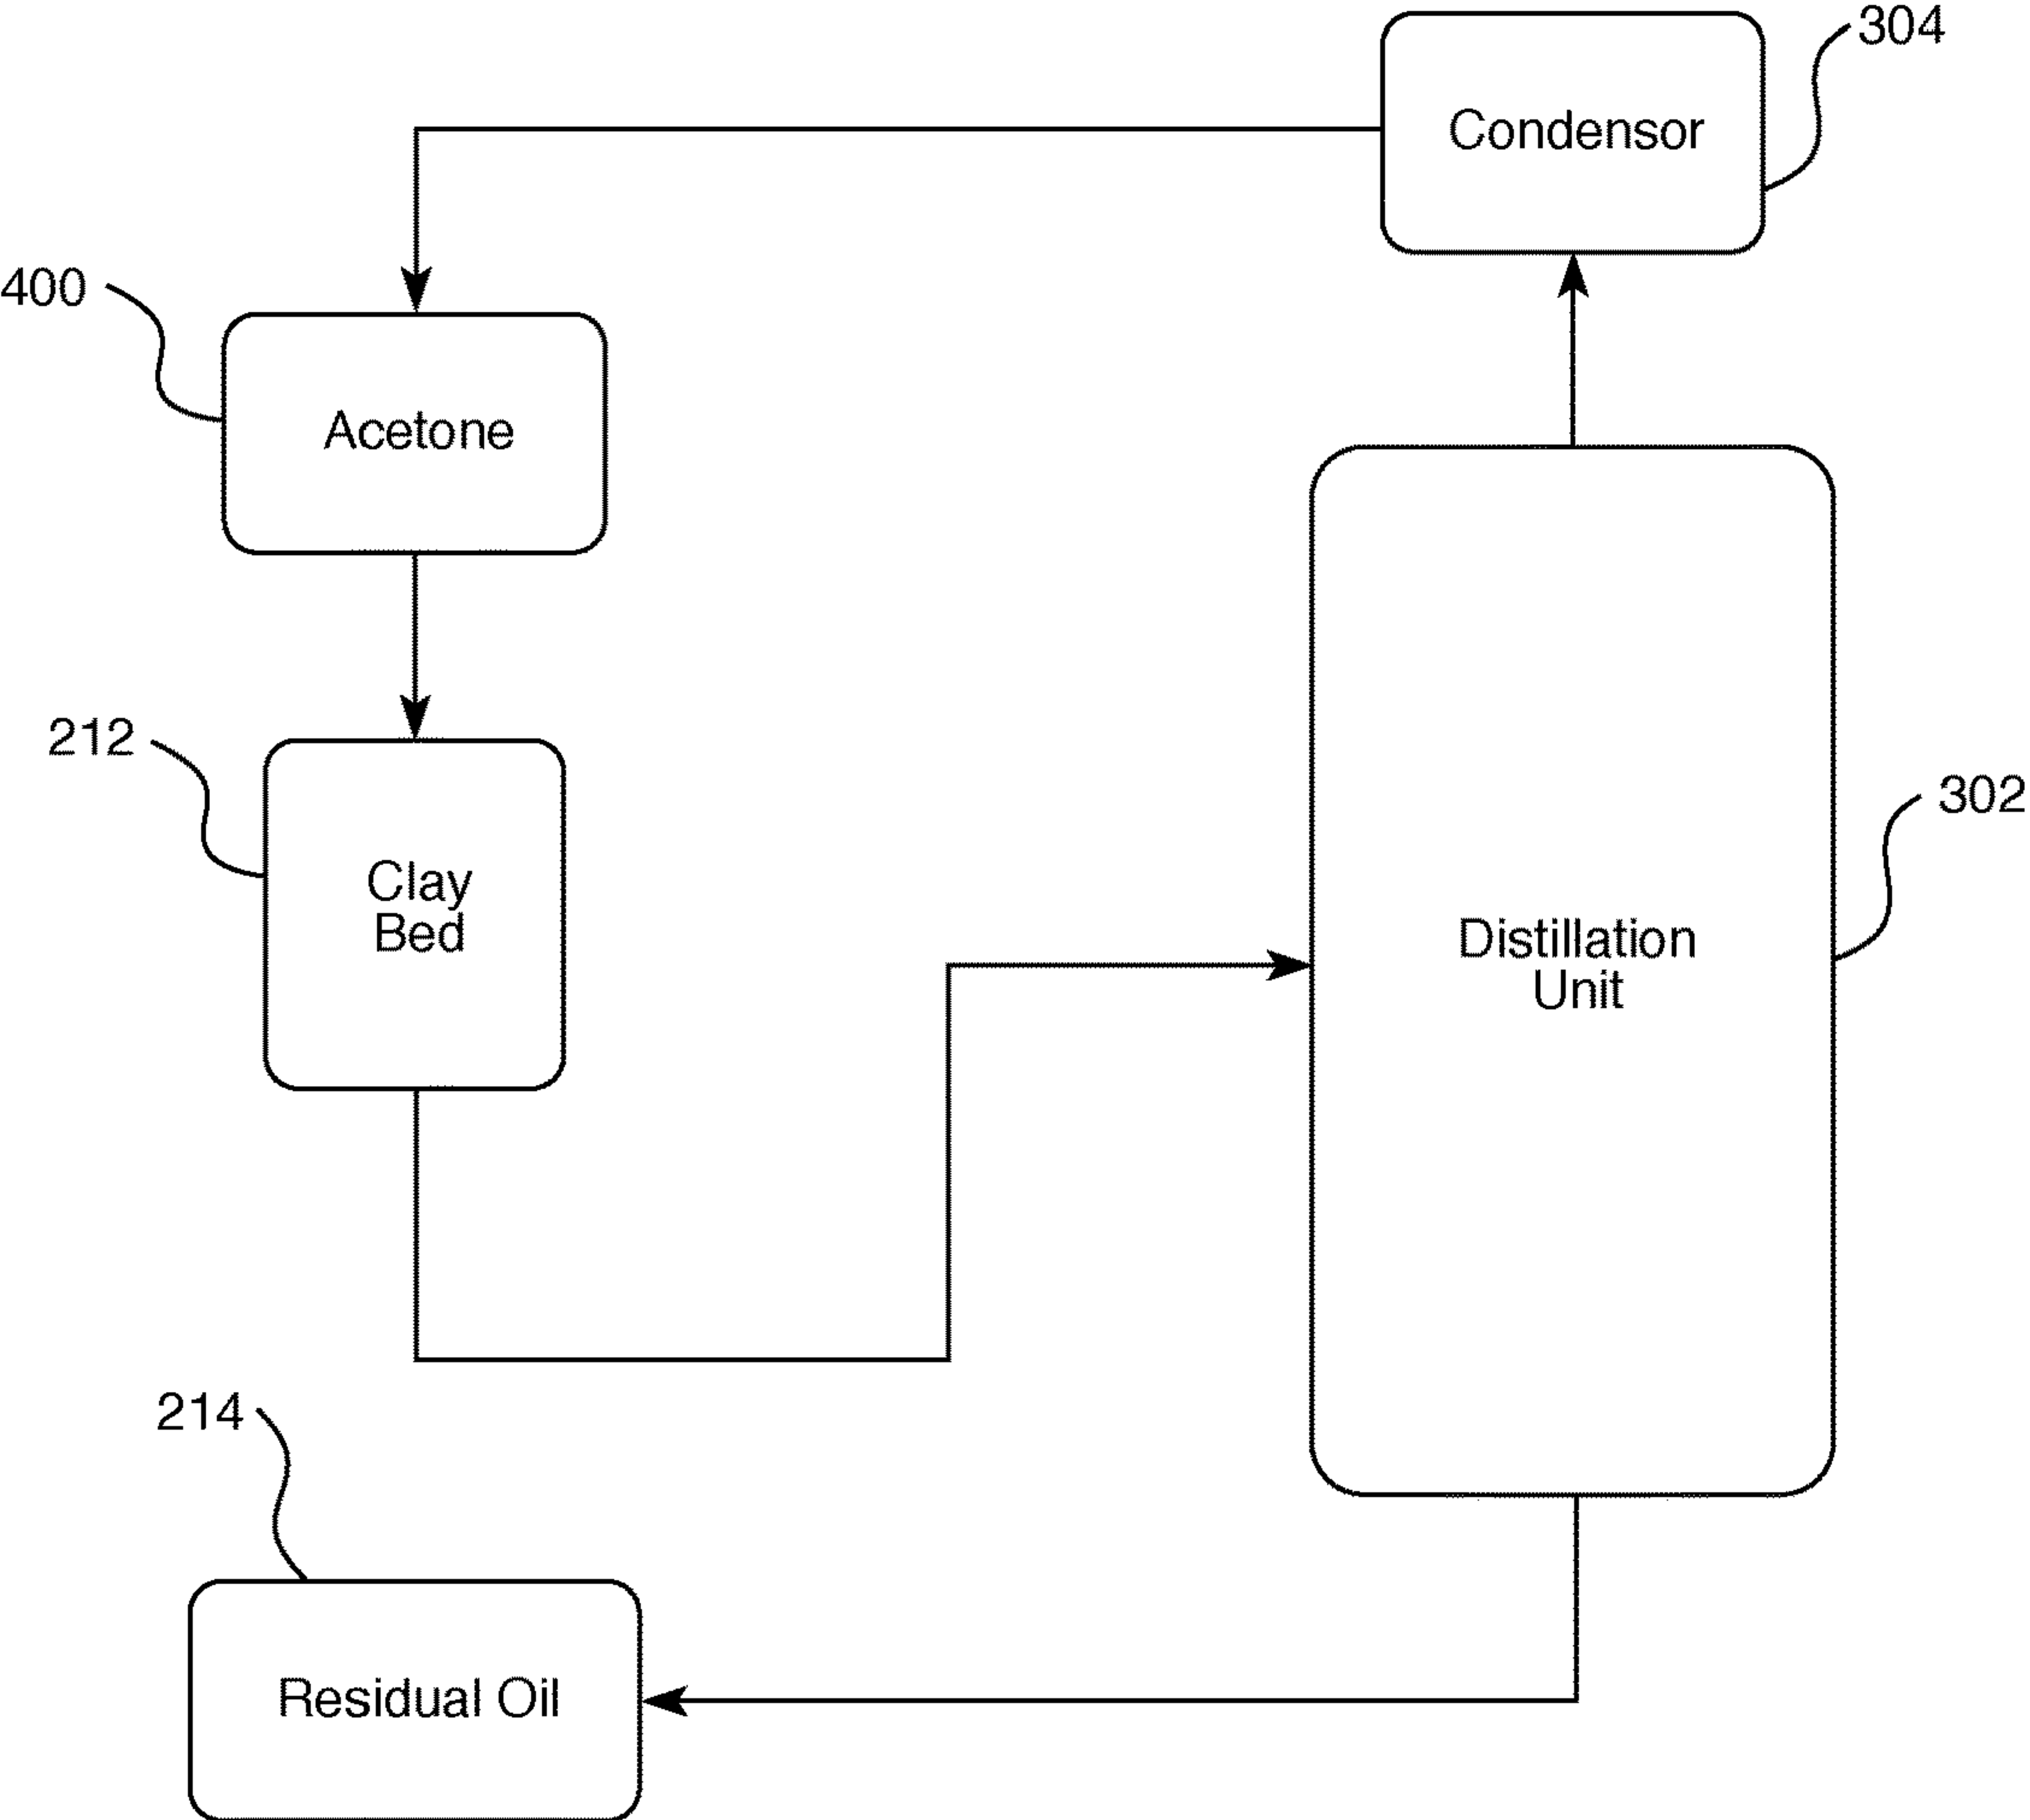 304
Condensor
400
Acetone
212
Clay
Bed
302
Distillation
Unit
214
Residual Oil